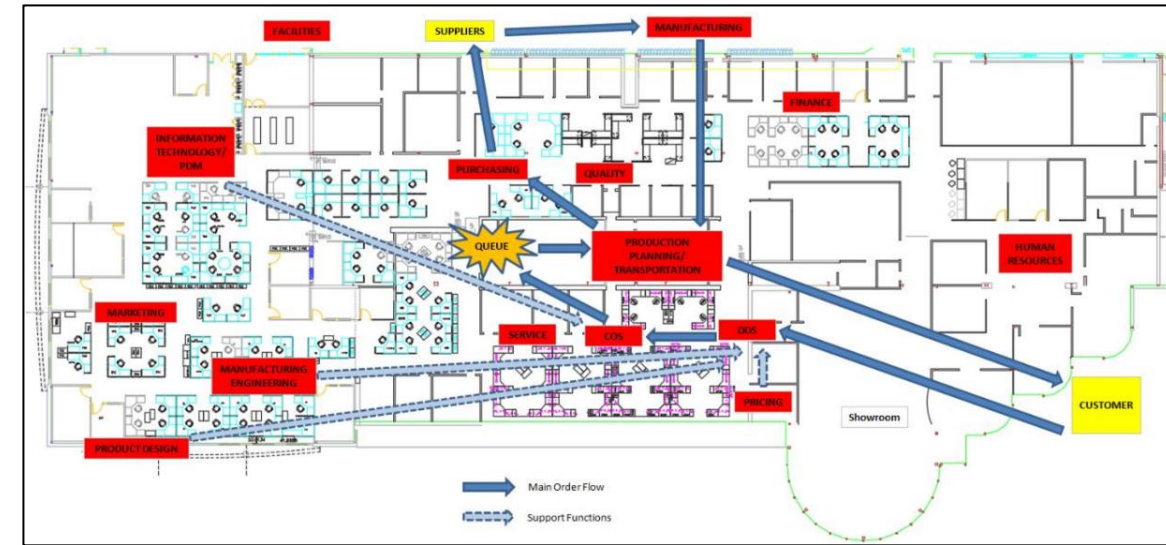 FACILITIES
SUPPLIERS
MANUFACTURING
FINANCE
INFORMATION
TECHNOLOGY/
PDM
PURCHASING
QUALITY
QUEUE
PRODUCTION
PLANNING/
TRANSPORTATION
HUMAN
RESOURCES
MARKETING
SERVICE
COS
DOS
MANUFACTURING
ENGINEERING
PRICING
CUSTOMER
Showroom
PRODUCT DESIGN
Main Order Flow
Support Functions